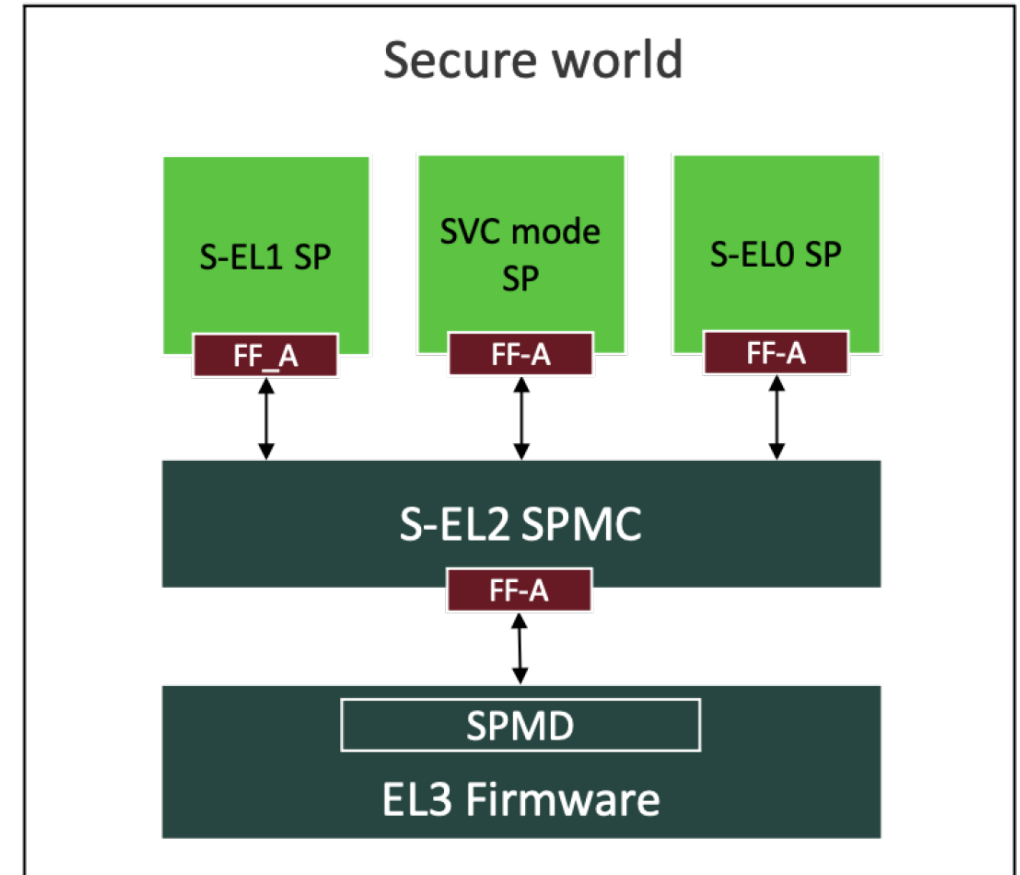 Secure world
S-EL1 SP
SVC mode
SP
S-EL0 SP
FF_A
FF-A
FF-A
S-EL2 SPMC
FF-A
SPMD
EL3 Firmware